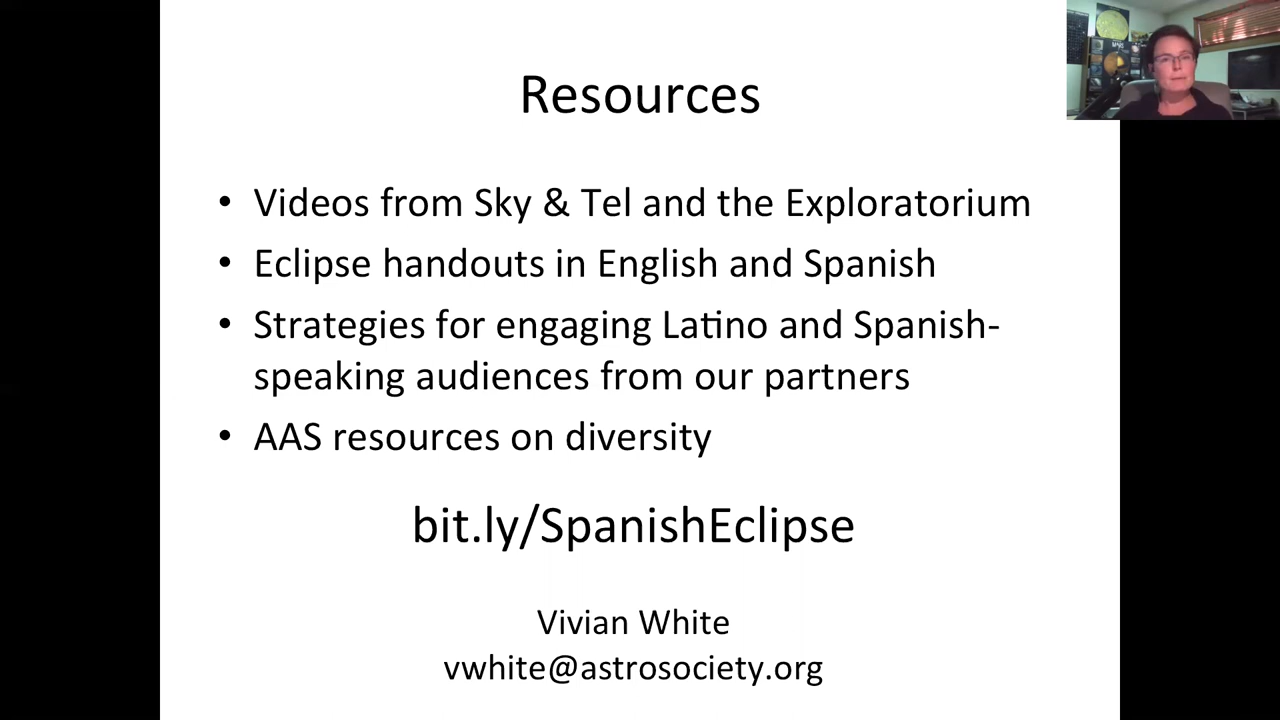 Resources
• Videos from Sky & Tel and the Exploratorium
• Eclipse handouts in English and Spanish
• Strategies for engaging Latino and Spanish-
speaking audiences from our partners
• AAS resources on diversity
bit.ly/SpanishEclipse
Vivian White
vwhite@astrosociety.org